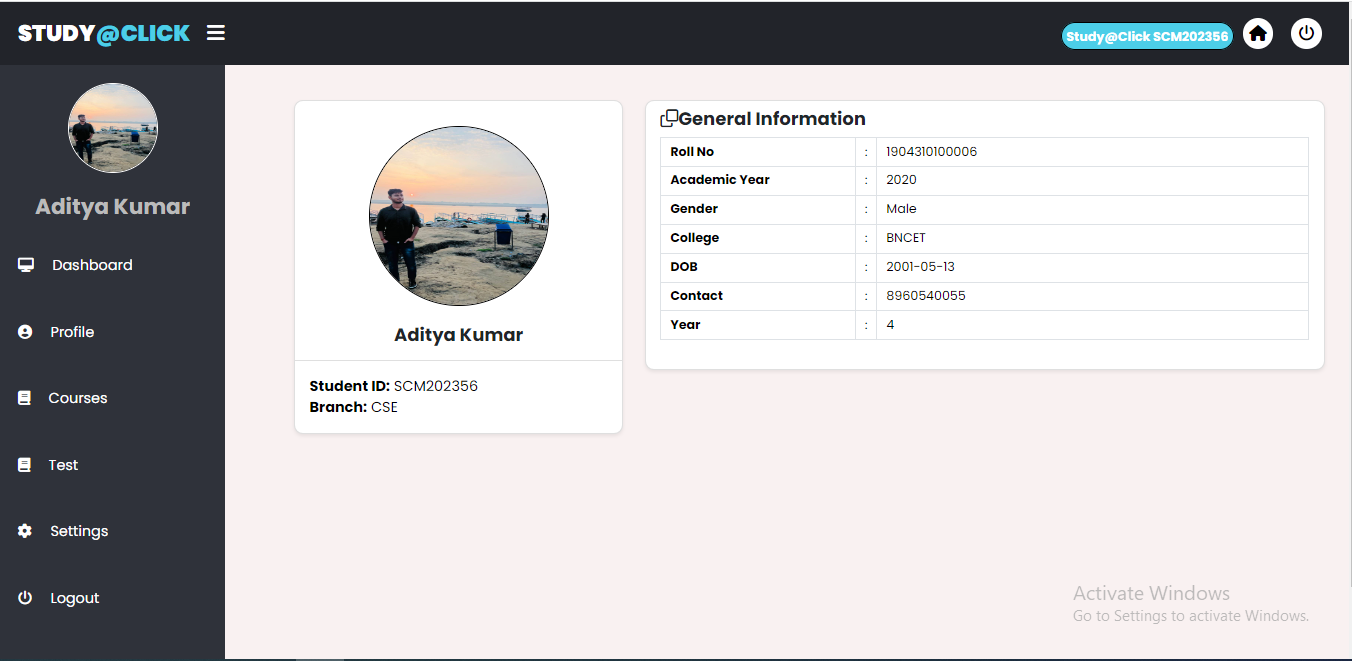 STUDY@CLICK
Study@Click SCM202356
Aditya Kumar
Dashboard
Profile
Courses
Test
Settings
Logout
Aditya Kumar
Student ID: SCM202356
Branch: CSE
General Information
Roll No : 1904310100006
Academic Year : 2020
Gender : Male
College : BNCET
DOB : 2001-05-13
Contact : 8960540055
Year : 4
Activate Windows
Go to Settings to activate Windows.